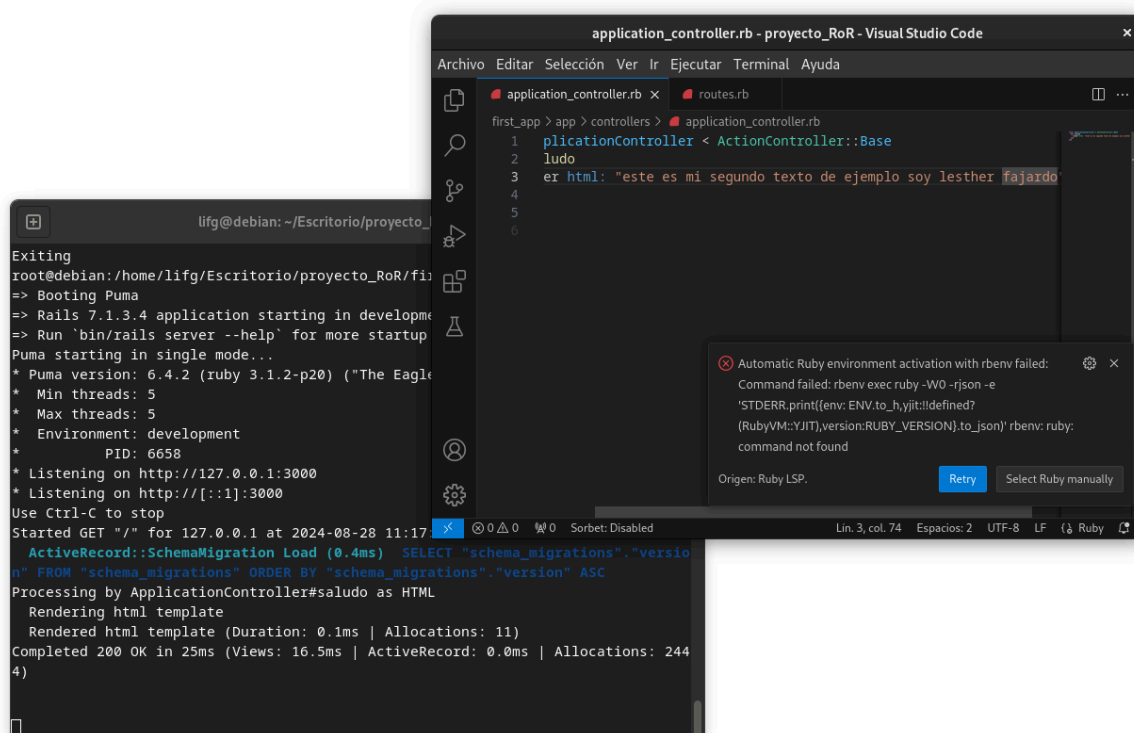 application_controller.rb - proyecto_RoR - Visual Studio Code
Archivo Editar Selección Ver Ir Ejecutar Terminal Ayuda
application_controller.rb routes.rb
first_app > app > controllers > application_controller.rb
1 plicationController < ActionController::Base
2 ludo
3 er html: "este es mi segundo texto de ejemplo soy lesther fajardo"
4
5
6
Automatic Ruby environment activation with rbenv failed:
Command failed: rbenv exec ruby -W0 -rjson -e
'STDERR.print({env: ENV.to_h,yjit:!!defined?
(RubyVM::YJIT),version:RUBY_VERSION}.to_json)' rbenv: ruby:
command not found
Origen: Ruby LSP.
Retry
Select Ruby manually
0 0 0 Sorbet: Disabled Lín. 3, col. 74 Espacios: 2 UTF-8 LF Ruby
lifg@debian: ~/Escritorio/proyecto_
Exiting
root@debian:/home/lifg/Escritorio/proyecto_RoR/fi
=> Booting Puma
=> Rails 7.1.3.4 application starting in developme
=> Run `bin/rails server --help` for more startup
Puma starting in single mode...
* Puma version: 6.4.2 (ruby 3.1.2-p20) ("The Eagle
* Min threads: 5
* Max threads: 5
* Environment: development
* PID: 6658
* Listening on http://127.0.0.1:3000
* Listening on http://[::1]:3000
Use Ctrl-C to stop
Started GET "/" for 127.0.0.1 at 2024-08-28 11:17:
ActiveRecord::SchemaMigration Load (0.4ms) SELECT "schema_migrations"."versio
n" FROM "schema_migrations" ORDER BY "schema_migrations"."version" ASC
Processing by ApplicationController#saludo as HTML
Rendering html template
Rendered html template (Duration: 0.1ms | Allocations: 11)
Completed 200 OK in 25ms (Views: 16.5ms | ActiveRecord: 0.0ms | Allocations: 244
4)